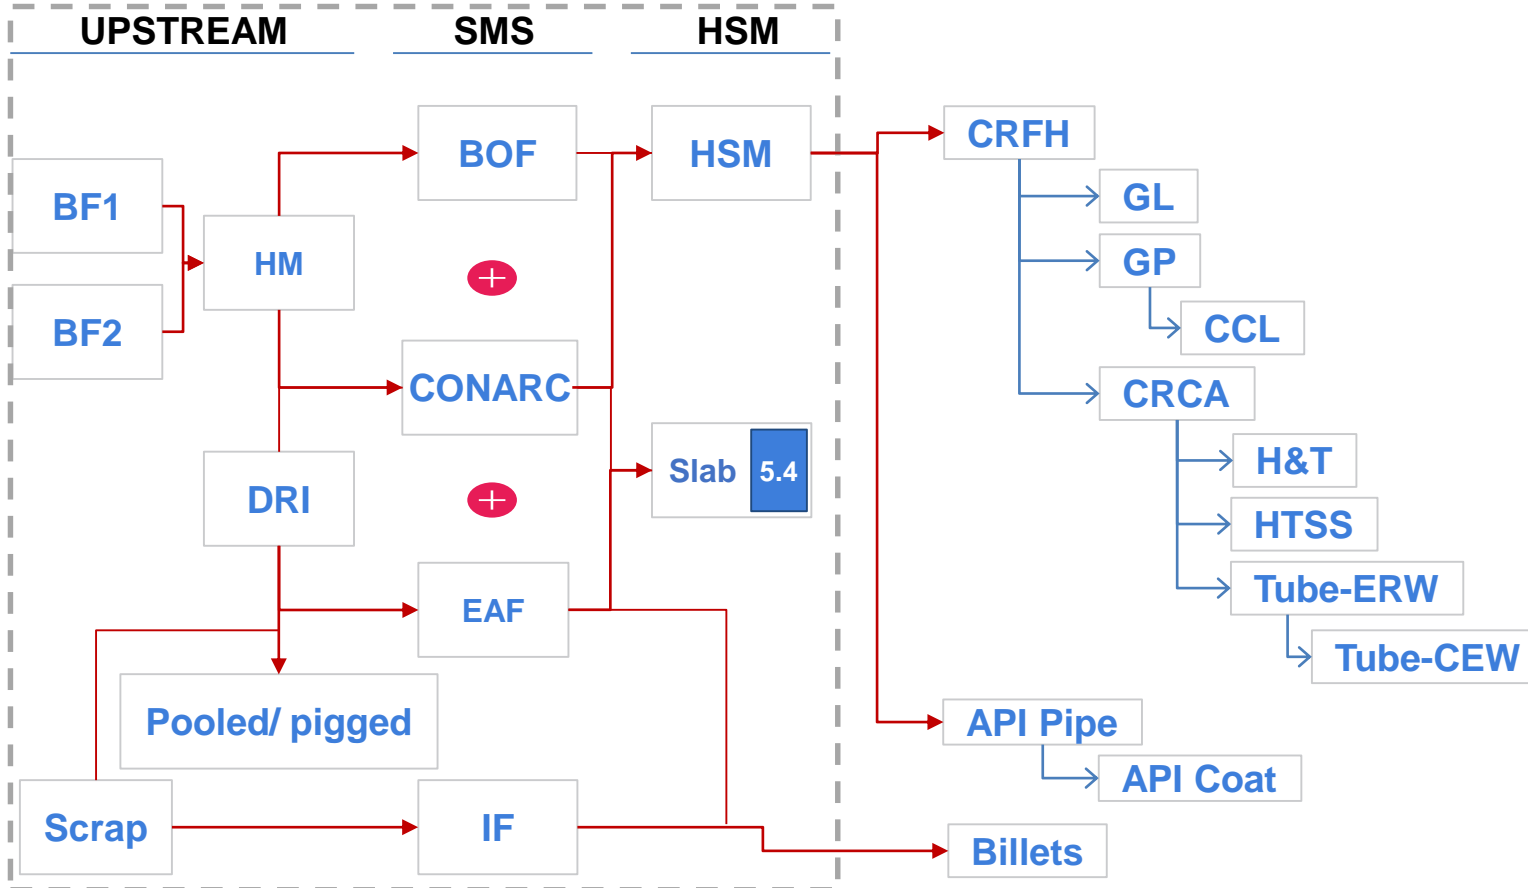 UPSTREAM
SMS
HSM
BOF
HSM
CRFH
BF1
GL
HM
GP
BF2
CCL
CONARC
CRCA
Slab
5.4
H&T
DRI
HTSS
EAF
Tube-ERW
Tube-CEW
Pooled/ pigged
API Pipe
API Coat
Scrap
IF
Billets